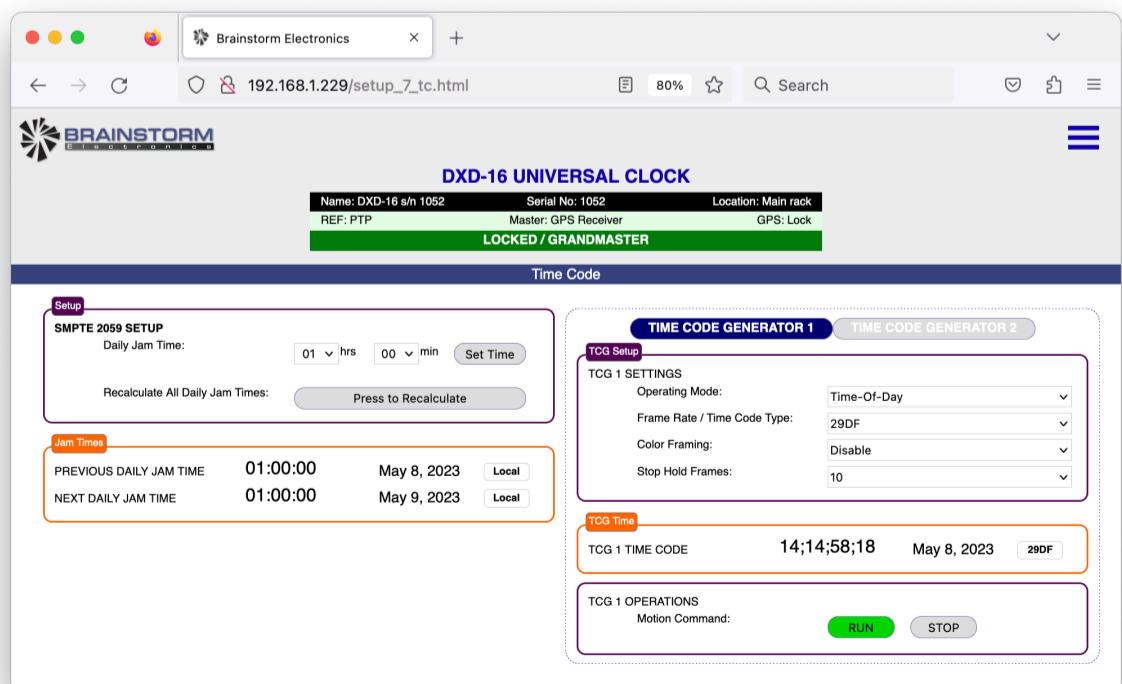 Brainstorm Electronics
192.168.1.229/setup_7_tc.html
80%
Search
BRAINSTORM
Electronics
DXD-16 UNIVERSAL CLOCK
Name: DXD-16 s/n 1052 Serial No: 1052 Location: Main rack
REF: PTP Master: GPS Receiver GPS: Lock
LOCKED / GRANDMASTER
Time Code
Setup
SMPTE 2059 SETUP
Daily Jam Time: 01 hrs 00 min Set Time
Recalculate All Daily Jam Times: Press to Recalculate
Jam Times
PREVIOUS DAILY JAM TIME 01:00:00 May 8, 2023 Local
NEXT DAILY JAM TIME 01:00:00 May 9, 2023 Local
TIME CODE GENERATOR 1 TIME CODE GENERATOR 2
TCG Setup
TCG 1 SETTINGS
Operating Mode: Time-Of-Day
Frame Rate / Time Code Type: 29DF
Color Framing: Disable
Stop Hold Frames: 10
TCG Time
TCG 1 TIME CODE 14;14;58;18 May 8, 2023 29DF
TCG 1 OPERATIONS
Motion Command: RUN STOP